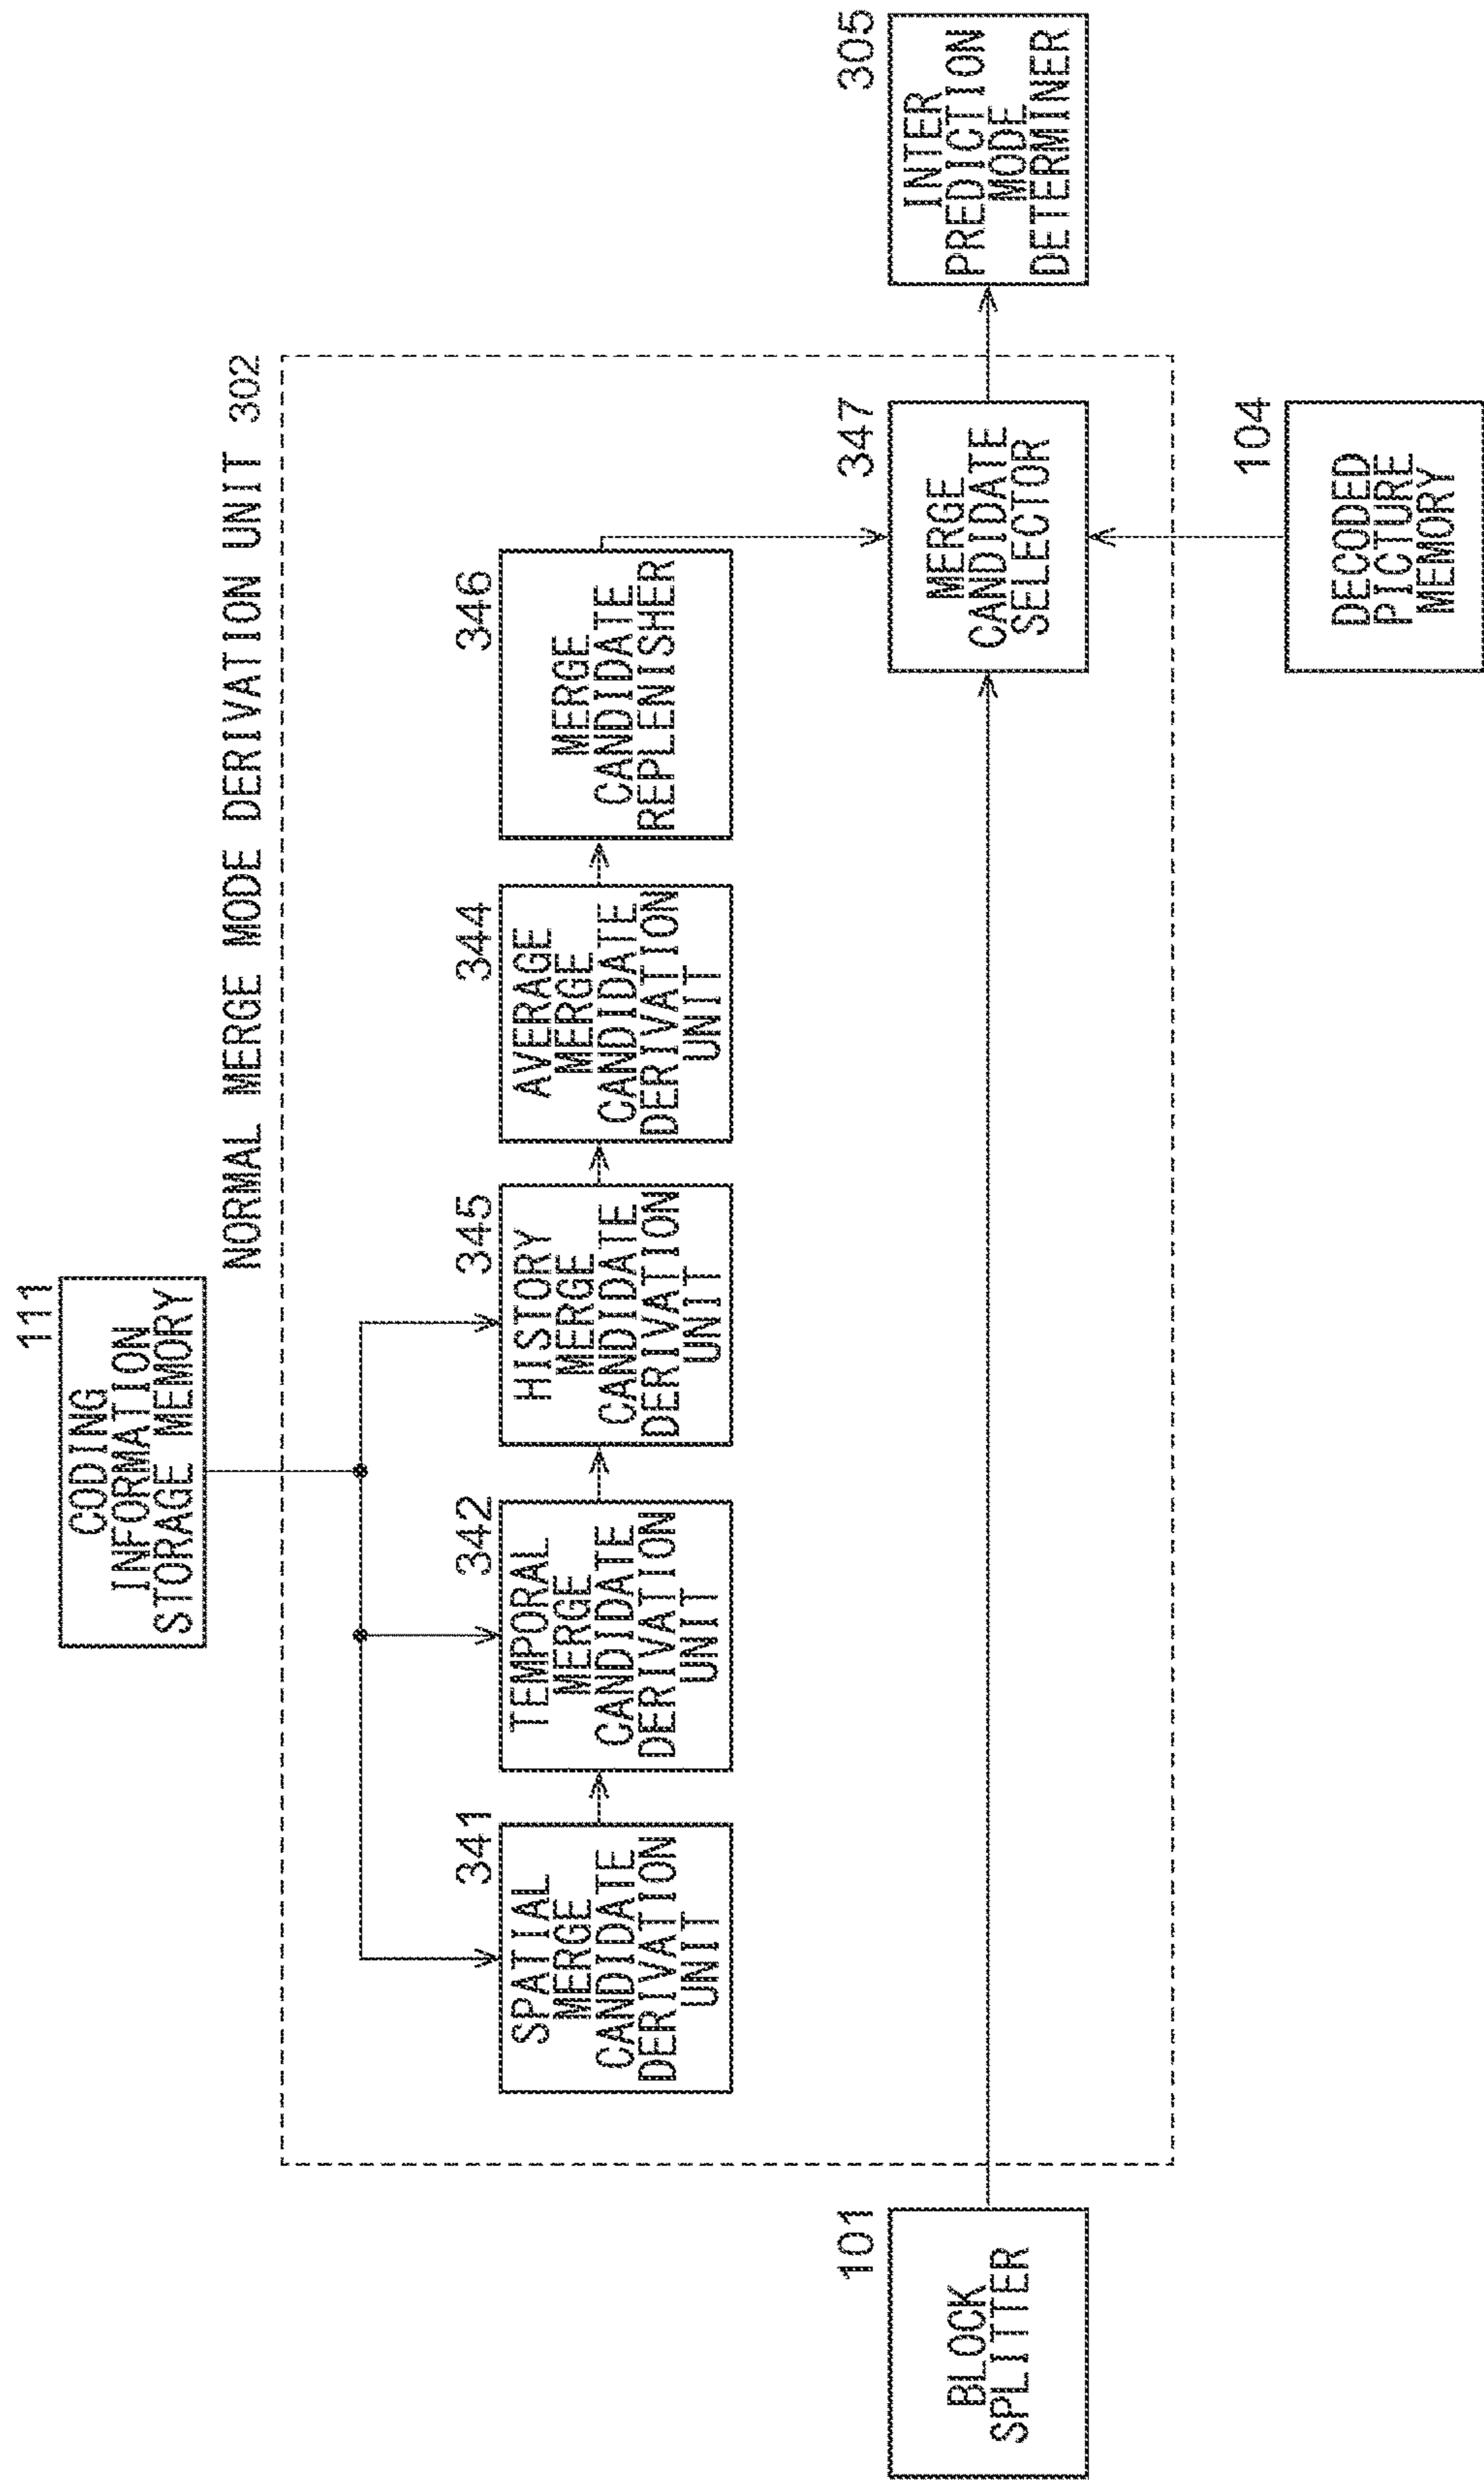 111
CODING
INFORMATION
STORAGE MEMORY
NORMAL MERGE MODE DERIVATION UNIT 302
341
SPATIAL
MERGE
CANDIDATE
DERIVATION
UNIT
342
TEMPORAL
MERGE
CANDIDATE
DERIVATION
UNIT
345
HISTORY
MERGE
CANDIDATE
DERIVATION
UNIT
344
AVERAGE
MERGE
CANDIDATE
DERIVATION
UNIT
346
MERGE
CANDIDATE
REPLENISHER
101
BLOCK
SPLITTER
347
MERGE
CANDIDATE
SELECTOR
305
INTER
PREDICTION
MODE
DETERMINER
104
DECODED
PICTURE
MEMORY